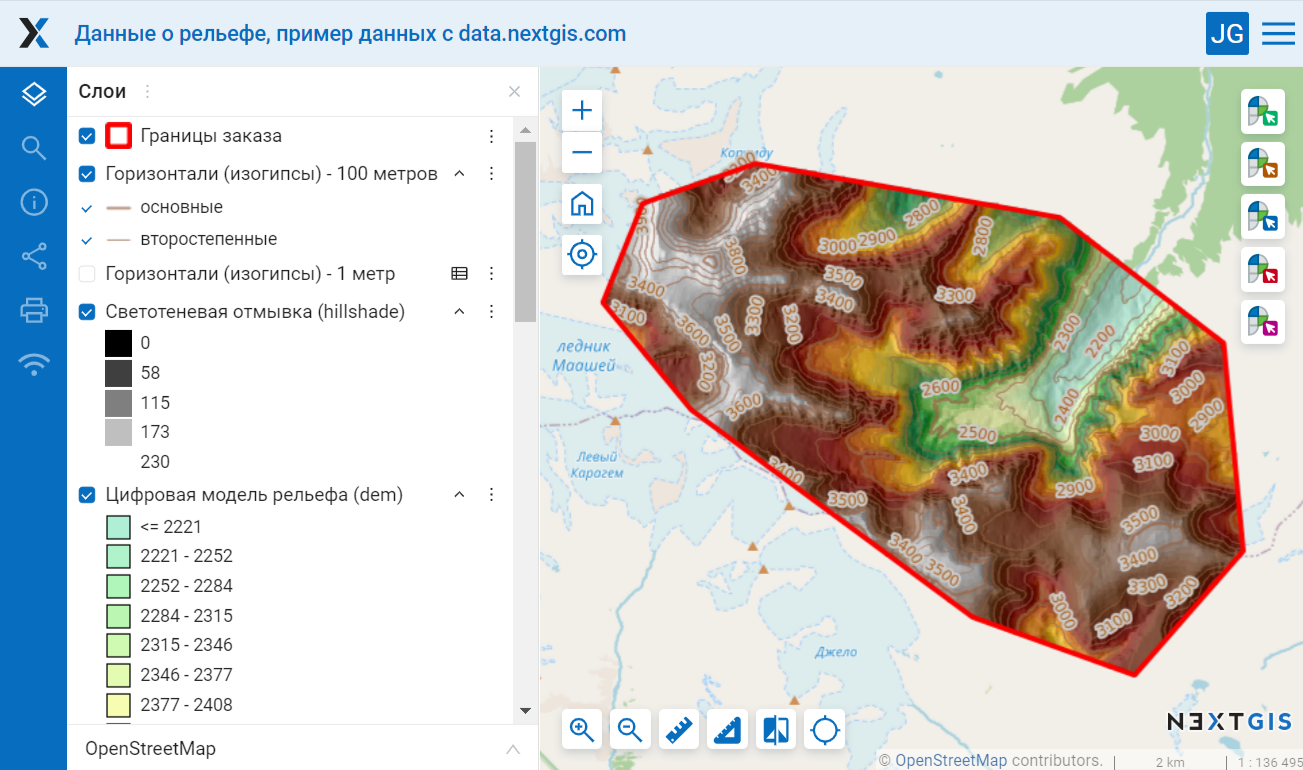 Данные о рельефе, пример данных с data.nextgis.com
JG
Слои
Границы заказа
Горизонтали (изогипсы) - 100 метров
основные
второстепенные
Горизонтали (изогипсы) - 1 метр
Светотеневая отмывка (hillshade)
0
58
115
173
230
Цифровая модель рельефа (dem)
<= 2221
2221 - 2252
2252 - 2284
2284 - 2315
2315 - 2346
2346 - 2377
2377 - 2408
OpenStreetMap
3400
2800
3000
2900
2800
3800
3500
3400
3300
3400
3100
3300
3400
3600
3500
2300
2200
3200
3100
2600
3000
2400
3600
2900
2500
3000
3100
3400
3400
2900
3500
3400
3500
3400
3400
3500
3300
3200
3000
3100
ледник
Маашей
Левый
Карагем
Джело
NEXTGIS
© OpenStreetMap contributors.
2 km
1 : 136 495